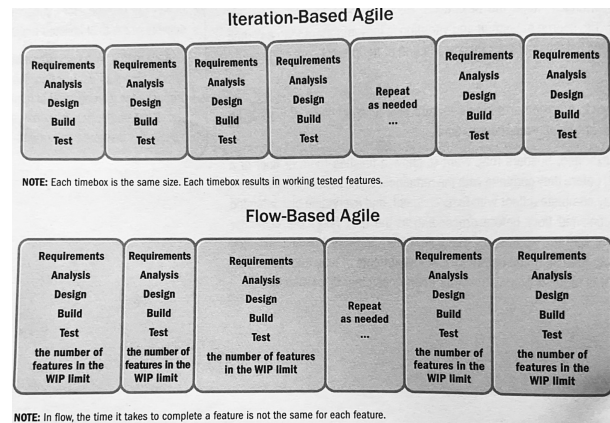 Iteration-Based Agile
Requirements
Analysis
Design
Build
Test
Requirements
Analysis
Design
Build
Test
Requirements
Analysis
Design
Build
Test
Requirements
Analysis
Design
Build
Test
Repeat
as needed
...
Requirements
Analysis
Design
Build
Test
Requirements
Analysis
Design
Build
Test
NOTE: Each timebox is the same size. Each timebox results in working tested features.
Flow-Based Agile
Requirements
Analysis
Design
Build
Test
the number of
features in the
WIP limit
Requirements
Analysis
Design
Build
Test
the number of
features in the
WIP limit
Requirements
Analysis
Design
Build
Test
the number of features
in the WIP limit
Repeat
as needed
...
Requirements
Analysis
Design
Build
Test
the number of
features in the
WIP limit
Requirements
Analysis
Design
Build
Test
the number of
features in the
WIP limit
NOTE: In flow, the time it takes to complete a feature is not the same for each feature.